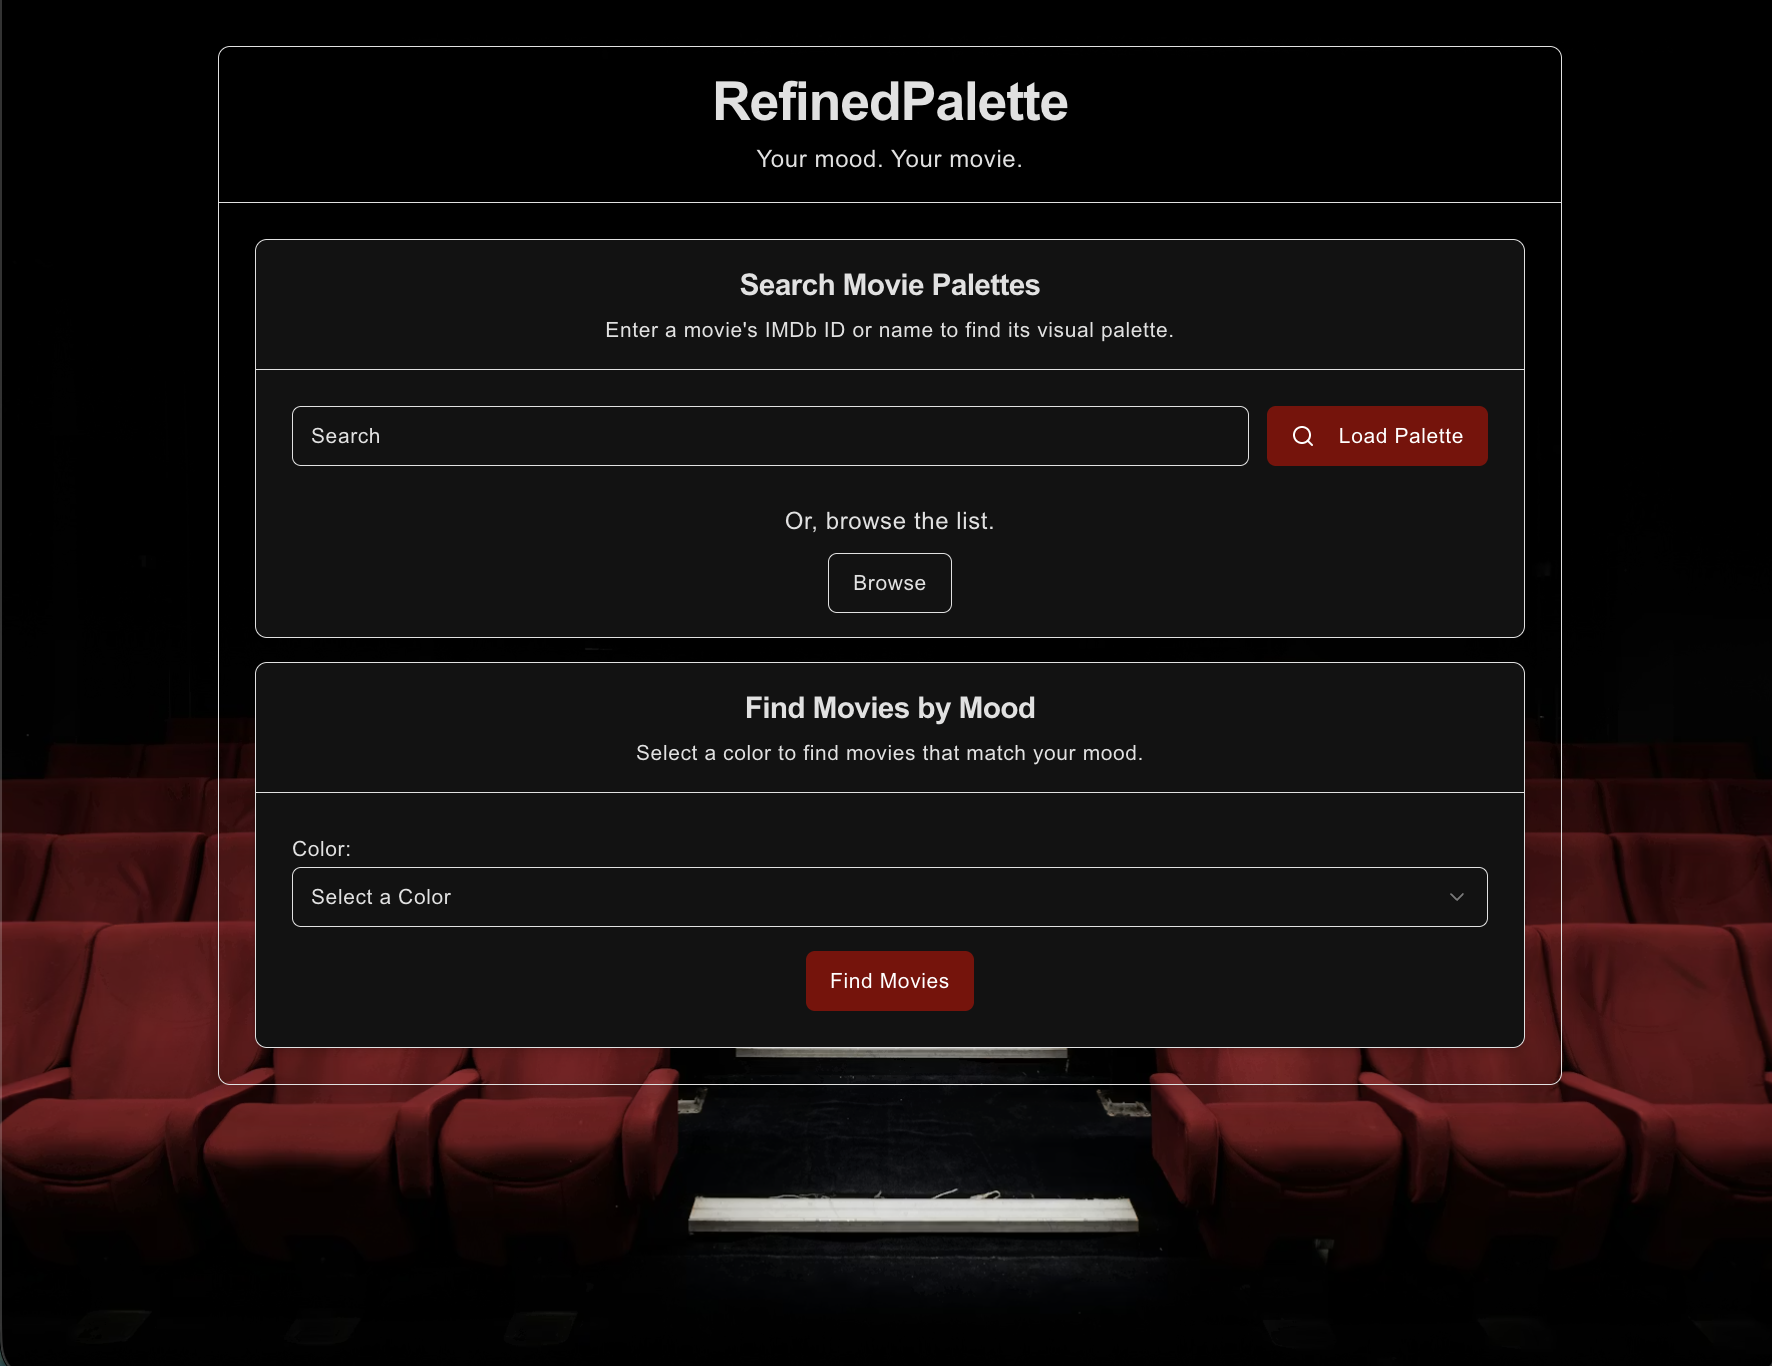 RefinedPalette
Your mood. Your movie.
Search Movie Palettes
Enter a movie's IMDb ID or name to find its visual palette.
Search
Load Palette
Or, browse the list.
Browse
Find Movies by Mood
Select a color to find movies that match your mood.
Color:
Select a Color
Find Movies